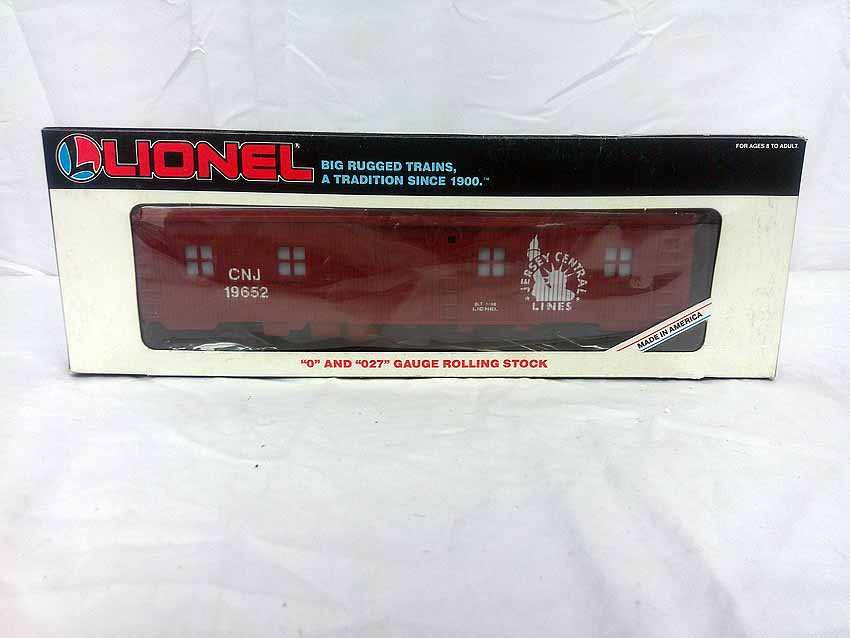 LIONEL
BIG RUGGED TRAINS,
A TRADITION SINCE 1900.™
FOR AGES 8 TO ADULT.
CNJ
19652
JERSEY CENTRAL
LINES
BLT
LIONEL
MADE IN AMERICA
"O" AND "027" GAUGE ROLLING STOCK